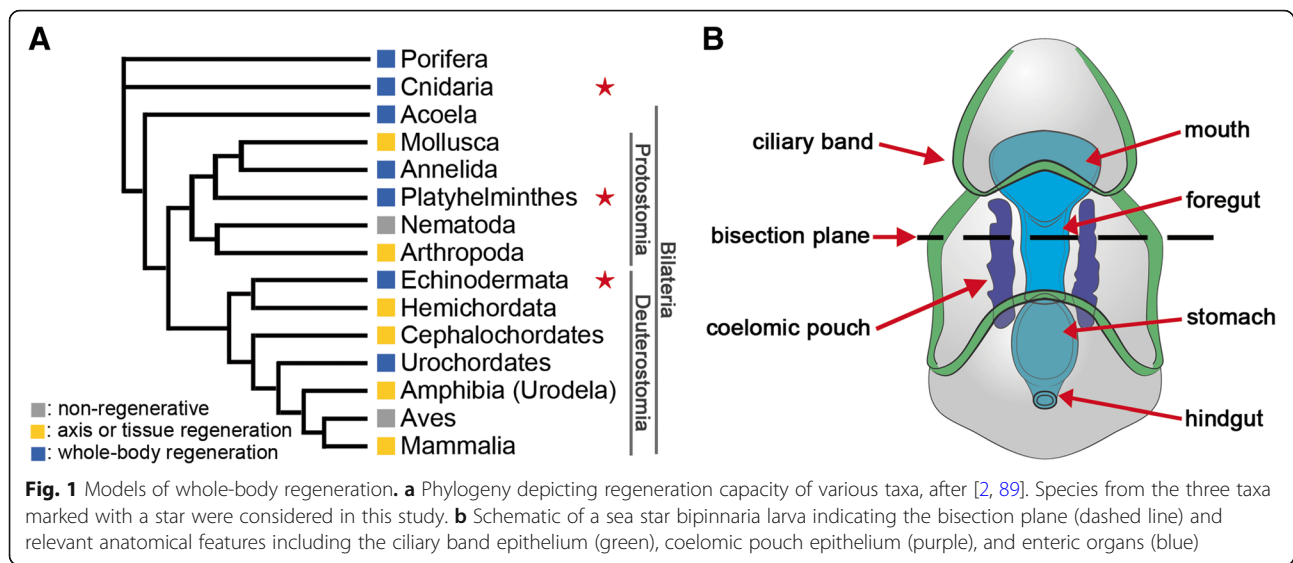 A
Porifera
Cnidaria
Acoela
Mollusca
Annelida
Platyhelminthes
Nematoda
Arthropoda
Echinodermata
Hemichordata
Cephalochordates
Urochordates
Amphibia (Urodela)
Aves
Mammalia
Protostomia
Deuterostomia
Bilateria
: non-regenerative
: axis or tissue regeneration
: whole-body regeneration
B
ciliary band
bisection plane
coelomic pouch
mouth
foregut
stomach
hindgut
Fig. 1 Models of whole-body regeneration. a Phylogeny depicting regeneration capacity of various taxa, after [2, 89]. Species from the three taxa
marked with a star were considered in this study. b Schematic of a sea star bipinnaria larva indicating the bisection plane (dashed line) and
relevant anatomical features including the ciliary band epithelium (green), coelomic pouch epithelium (purple), and enteric organs (blue)